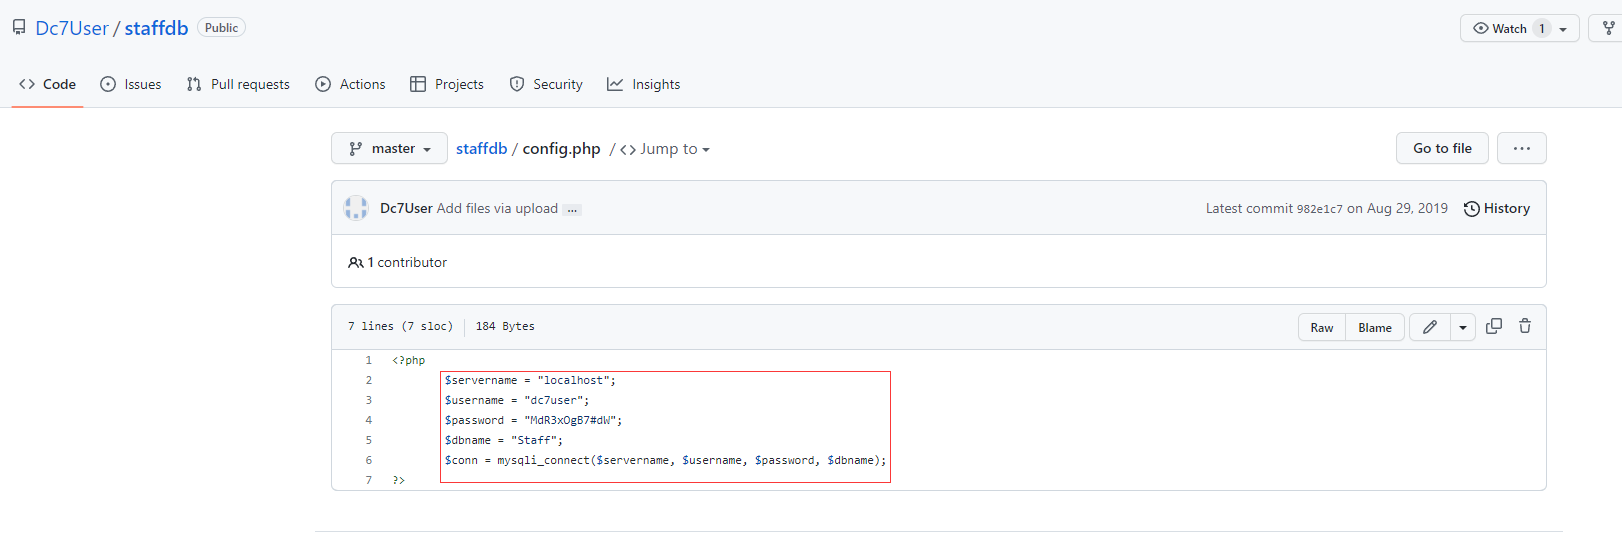 Dc7User / staffdb Public Watch 1
Code Issues Pull requests Actions Projects Security Insights
master staffdb / config.php / <> Jump to Go to file ...
Dc7User Add files via upload ... Latest commit 982e1c7 on Aug 29, 2019 History
1 contributor
7 lines (7 sloc) 184 Bytes Raw Blame
1 <?php
2 $servername = "localhost";
3 $username = "dc7user";
4 $password = "MdR3xOgB7#dW";
5 $dbname = "Staff";
6 $conn = mysqli_connect($servername, $username, $password, $dbname);
7 ?>